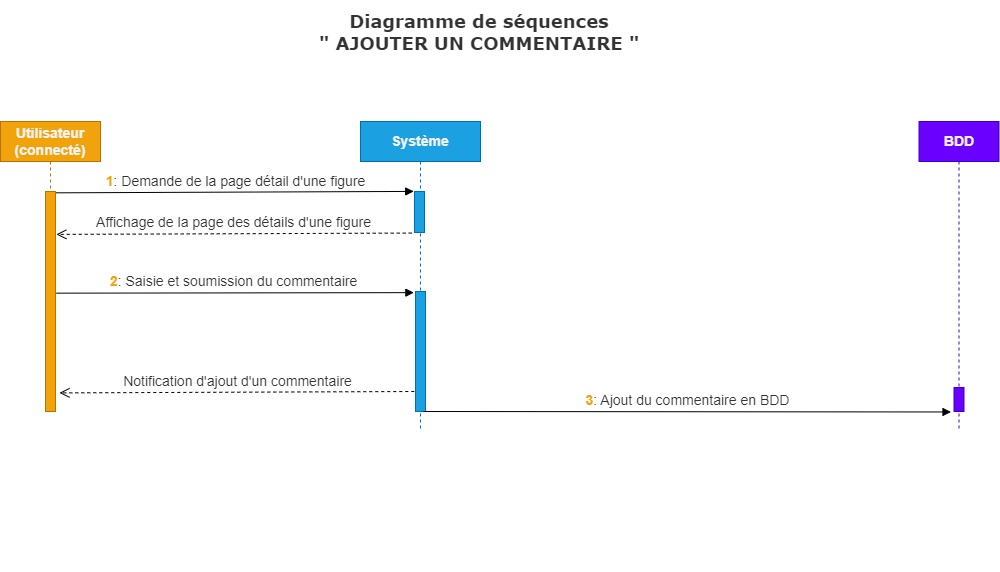 Diagramme de séquences
" AJOUTER UN COMMENTAIRE "
Utilisateur
(connecté)
Système
BDD
1: Demande de la page détail d'une figure
Affichage de la page des détails d'une figure
2: Saisie et soumission du commentaire
Notification d'ajout d'un commentaire
3: Ajout du commentaire en BDD